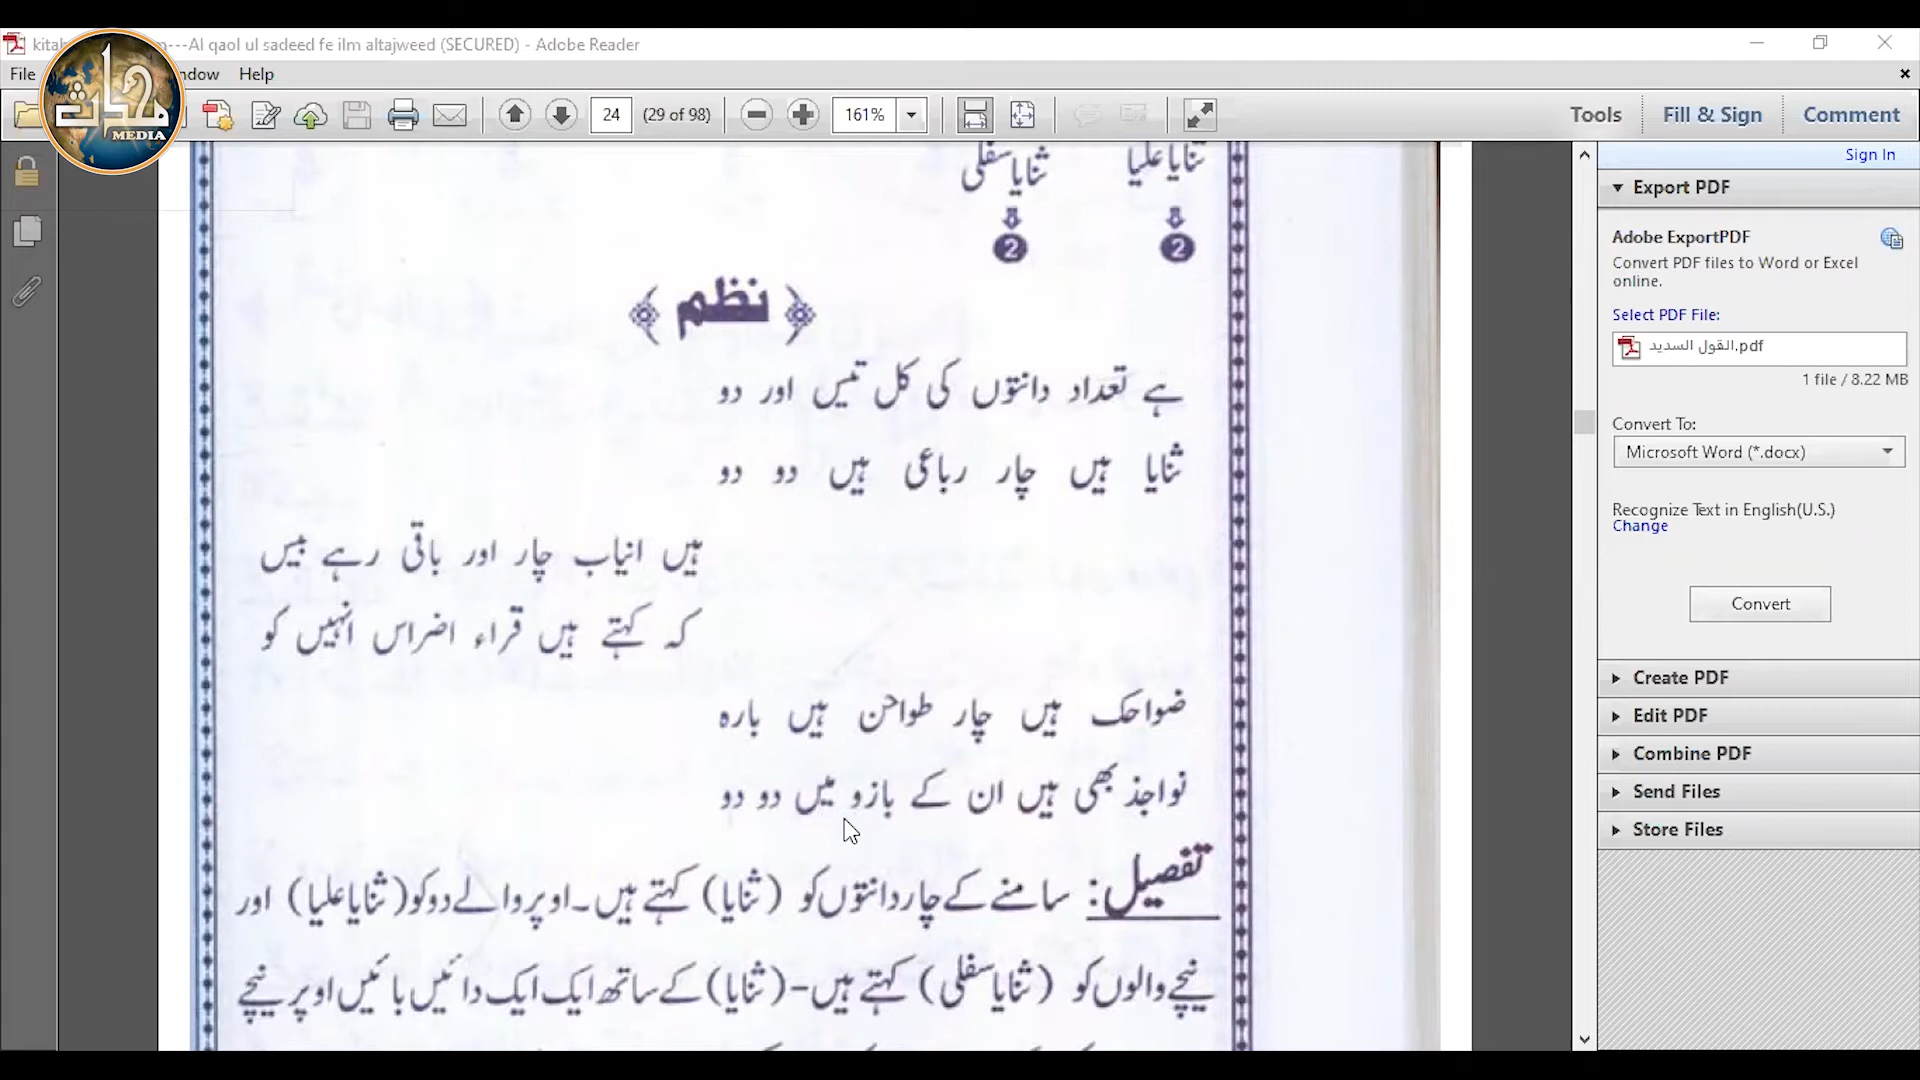 kita---Al qaol ul sadeed fe ilm altajweed (SECURED) - Adobe Reader
File
ndow Help
MEDIA
24 (29 of 98) 161% Tools Fill & Sign Comment
ثنایا علیا ثنایا سفلی
2 2
نظم
ہے تعداد دانتوں کی کل تیس اور دو
ثنایا ہیں چار رباعی ہیں دو دو
ہیں انیاب چار اور باقی رہے بیس
کہ کہتے ہیں قراء اضراس انہیں کو
ضواحک ہیں چار طواحن ہیں بارہ
نواجذ بھی ہیں ان کے بازو میں دو دو
تفصیل: سامنے کے چار دانتوں کو (ثنایا) کہتے ہیں۔ اوپر والے دو کو (ثنایا علیا) اور
نیچے والوں کو (ثنایا سفلی) کہتے ہیں- (ثنایا) کے ساتھ ایک ایک دائیں بائیں اوپر نیچے
Sign In
Export PDF
Adobe ExportPDF
Convert PDF files to Word or Excel
online.
Select PDF File:
القول السديد.pdf
1 file / 8.22 MB
Convert To:
Microsoft Word (*.docx)
Recognize Text in English(U.S.)
Change
Convert
Create PDF
Edit PDF
Combine PDF
Send Files
Store Files